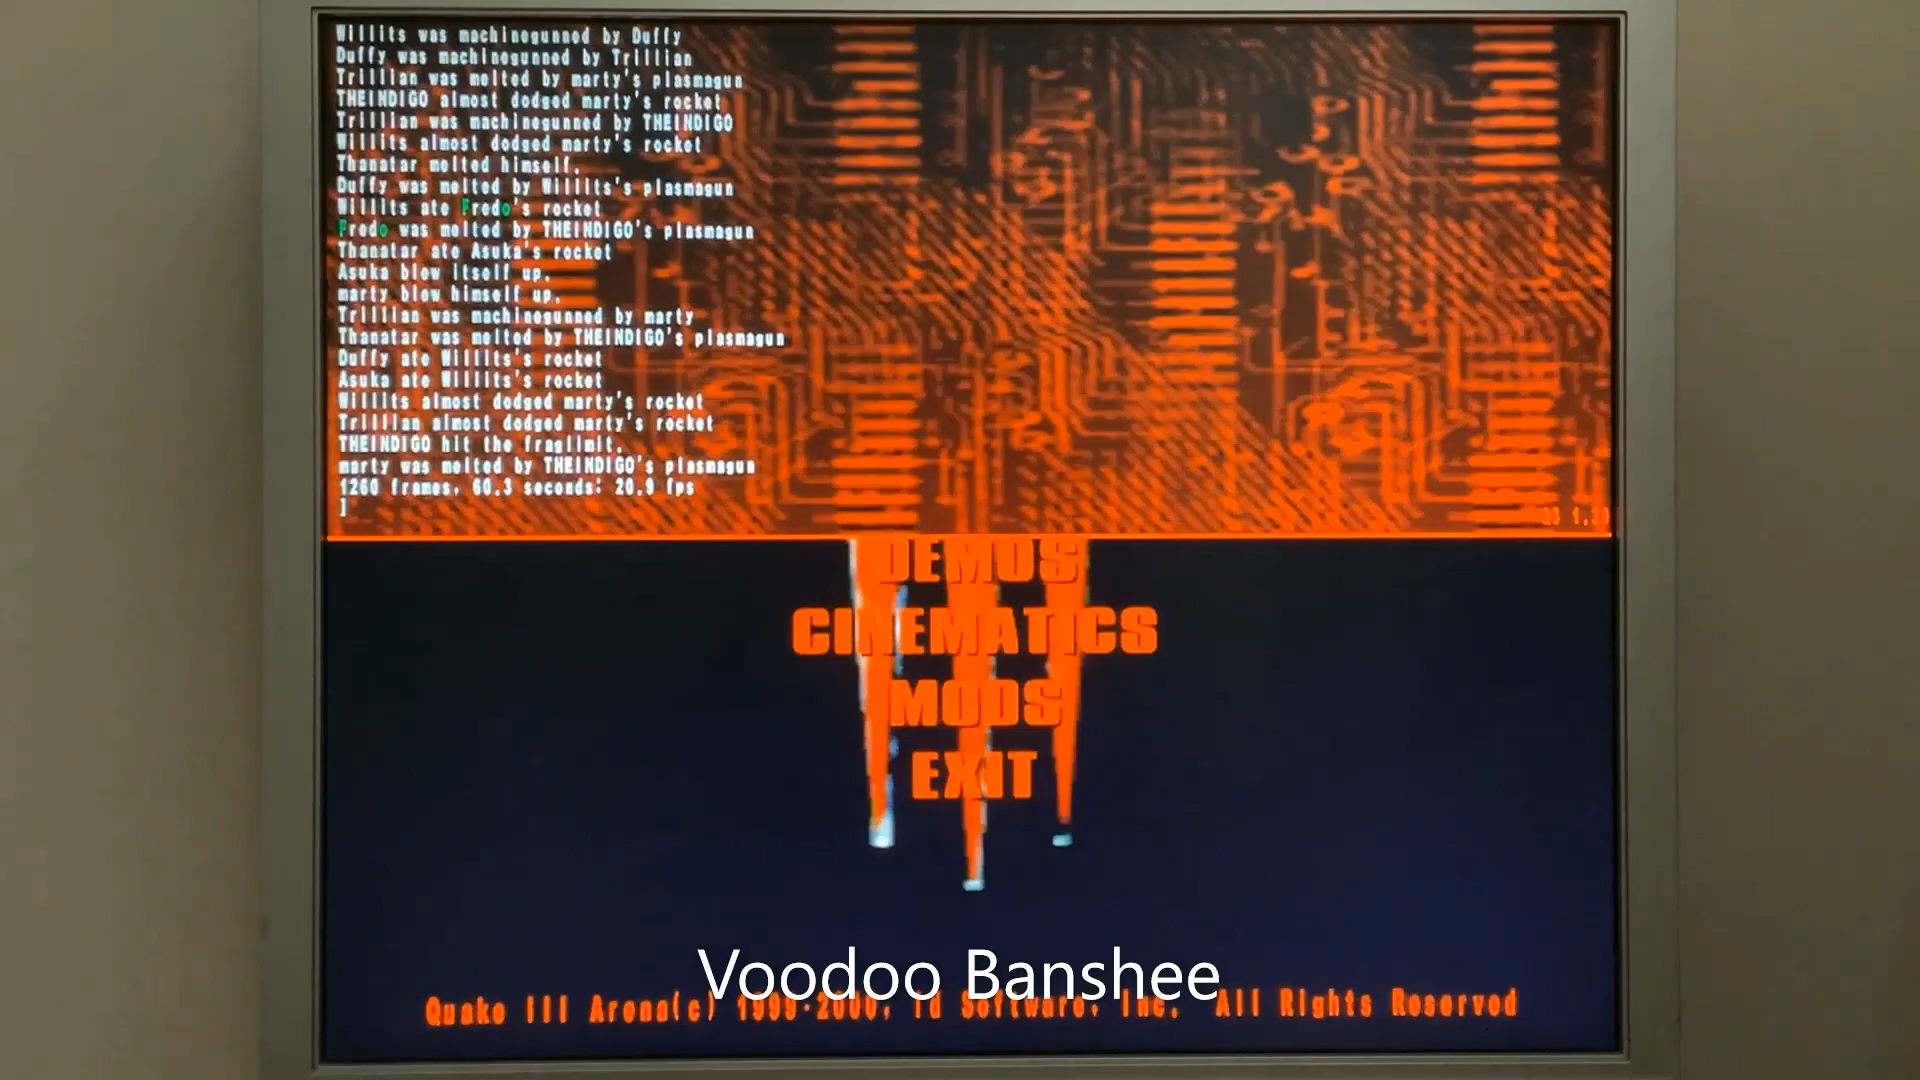 Willits was machinegunned by Duffy
Duffy was machinegunned by Trillian
Trillian was melted by marty's plasmagun
THEINDIGO almost dodged marty's rocket
Trillian was machinegunned by THEINDIGO
Willits almost dodged marty's rocket
Thanatar melted himself.
Duffy was melted by Willits's plasmagun
Willits ate Fredo's rocket
Fredo was melted by THEINDIGO's plasmagun
Thanatar ate Asuka's rocket
Asuka blew itself up.
marty blew himself up.
Trillian was machinegunned by marty
Thanatar was melted by THEINDIGO's plasmagun
Duffy ate Willits's rocket
Asuka ate Willits's rocket
Willits almost dodged marty's rocket
Trillian almost dodged marty's rocket
THEINDIGO hit the fraglimit.
marty was melted by THEINDIGO's plasmagun
1260 frames, 60.3 seconds: 20.9 fps
]
DEMOS
CINEMATICS
MODS
EXIT
Voodoo Banshee
Quake III Arena(c) 1999-2000, id Software, Inc. All Rights Reserved